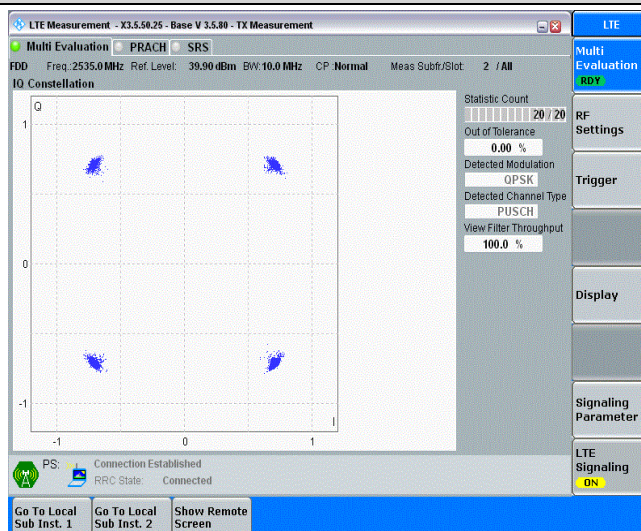 LTE Measurement - X3.5.50.25 - Base V 3.5.80 - TX Measurement
LTE
Multi Evaluation PRACH SRS
FDD Freq.:2535.0 MHz Ref. Level: 39.90 dBm BW:10.0 MHz CP :Normal Meas Subfr./Slot: 2 / All
IQ Constellation
Q
1
0
-1
-1 0 1
I
Statistic Count
20 / 20
Out of Tolerance
0.00 %
Detected Modulation
QPSK
Detected Channel Type
PUSCH
View Filter Throughput
100.0 %
PS: Connection Established
RRC State: Connected
Multi
Evaluation
RDY
RF
Settings
Trigger
Display
Signaling
Parameter
LTE
Signaling
ON
Go To Local
Sub Inst. 1
Go To Local
Sub Inst. 2
Show Remote
Screen